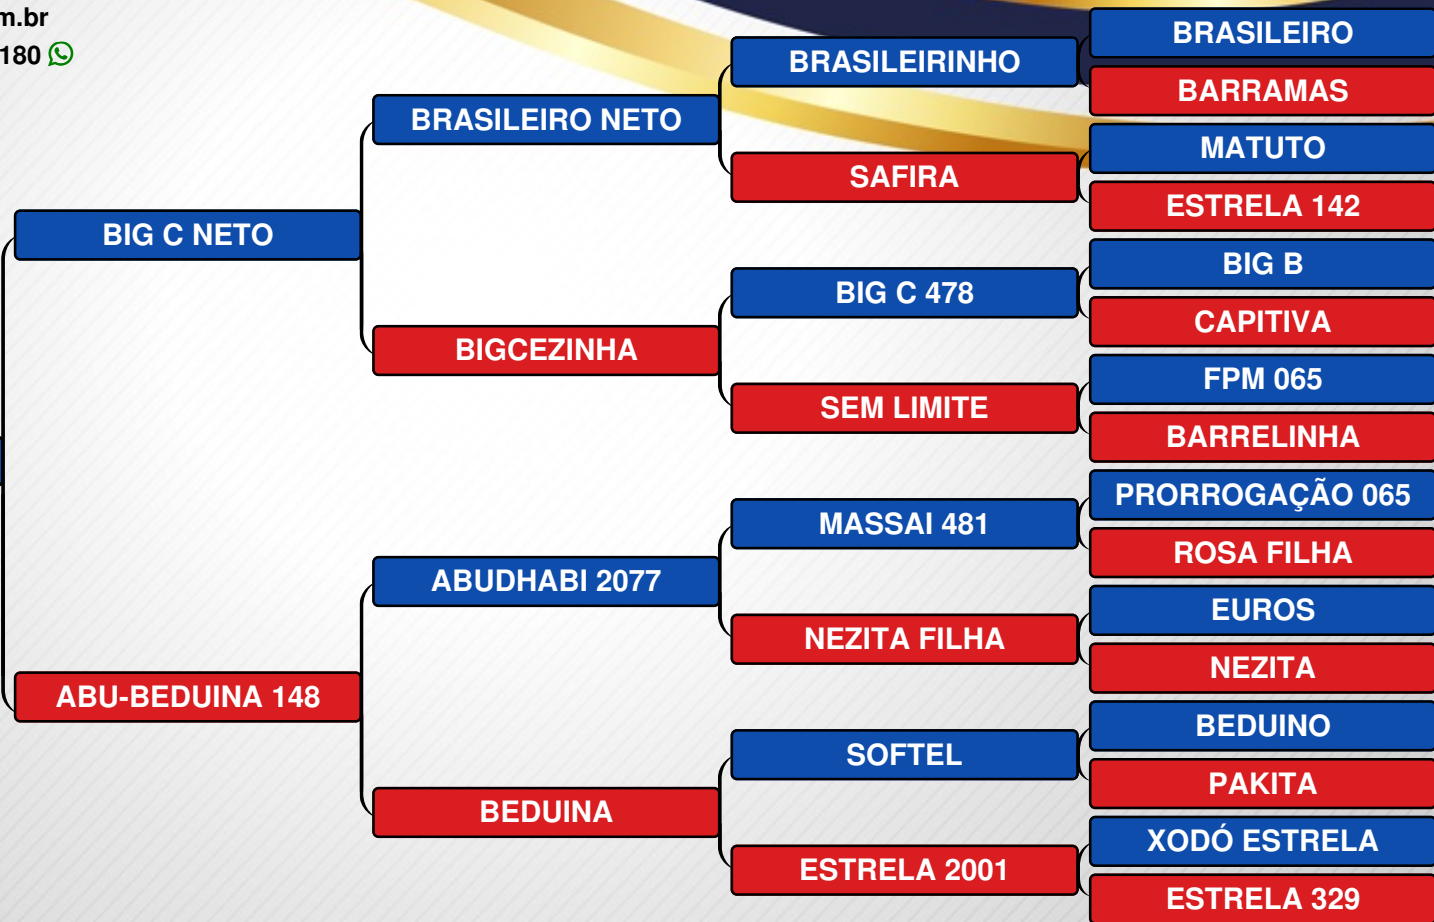 m.br
180
BRASILEIRO
BRASILEIRINHO
BARRAMAS
BRASILEIRO NETO
MATUTO
SAFIRA
ESTRELA 142
BIG C NETO
BIG B
BIG C 478
CAPITIVA
BIGCEZINHA
FPM 065
SEM LIMITE
BARRELINHA
PRORROGAÇÃO 065
MASSAI 481
ROSA FILHA
ABUDHABI 2077
EUROS
NEZITA FILHA
NEZITA
ABU-BEDUINA 148
BEDUINO
SOFTEL
PAKITA
BEDUINA
XODÓ ESTRELA
ESTRELA 2001
ESTRELA 329